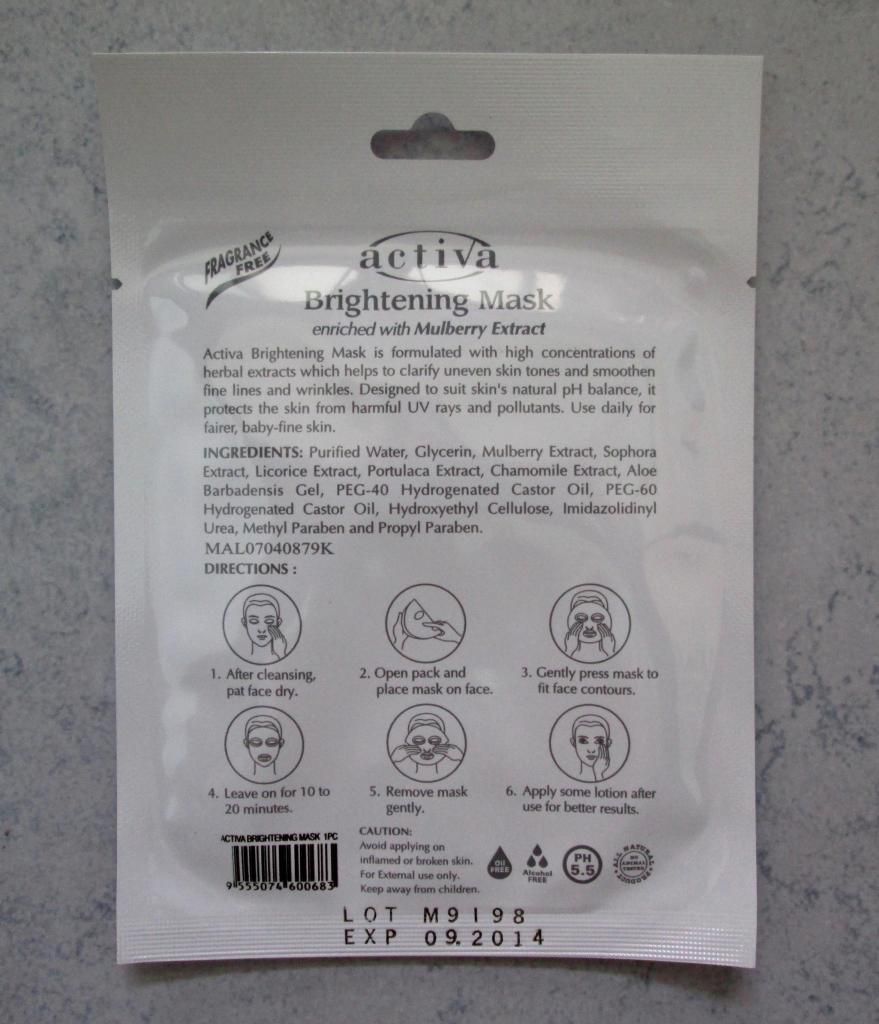 FRAGRANCE
FREE
activa
Brightening Mask
enriched with Mulberry Extract
Activa Brightening Mask is formulated with high concentrations of
herbal extracts which helps to clarify uneven skin tones and smoothen
fine lines and wrinkles. Designed to suit skin's natural pH balance, it
protects the skin from harmful UV rays and pollutants. Use daily for
fairer, baby-fine skin.
INGREDIENTS: Purified Water, Glycerin, Mulberry Extract, Sophora
Extract, Licorice Extract, Portulaca Extract, Chamomile Extract, Aloe
Barbadensis Gel, PEG-40 Hydrogenated Castor Oil, PEG-60
Hydrogenated Castor Oil, Hydroxyethyl Cellulose, Imidazolidinyl
Urea, Methyl Paraben and Propyl Paraben.
MAL07040879K
DIRECTIONS :
1. After cleansing,
pat face dry.
2. Open pack and
place mask on face.
3. Gently press mask to
fit face contours.
4. Leave on for 10 to
20 minutes.
5. Remove mask
gently.
6. Apply some lotion after
use for better results.
ACTIVA BRIGHTENING MASK 1PC
9 555074 600683
CAUTION:
Avoid applying on
inflamed or broken skin.
For External use only.
Keep away from children.
Oil
FREE
Alcohol
FREE
PH
5.5
ALL NATURAL
NO
ANIMAL
TESTED
PRODUCT
LOT M9198
EXP 09.2014